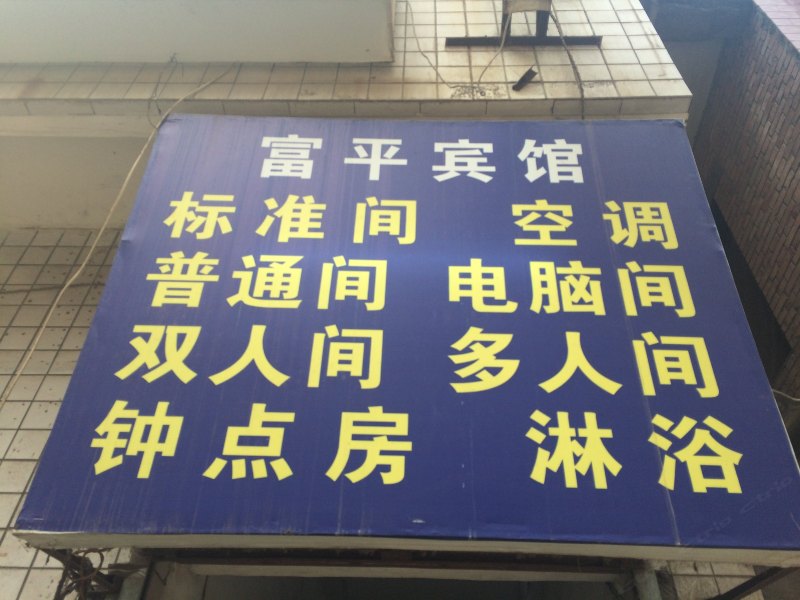 富平宾馆
标准间 空调
普通间 电脑间
双人间 多人间
钟点房 淋浴